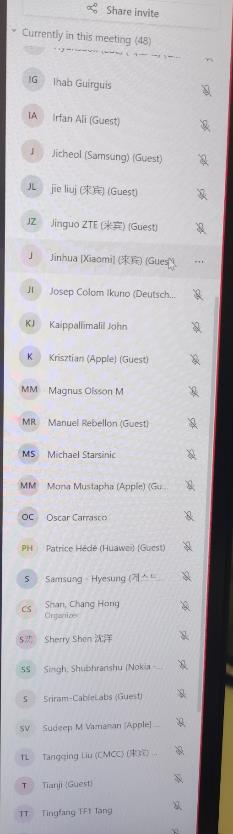 Share invite
Currently in this meeting (48)
IG Ihab Guirguis
IA Irfan Ali (Guest)
J Jicheol (Samsung) (Guest)
JL jie liuj (来宾) (Guest)
JZ Jinguo ZTE (来宾) (Guest)
J Jinhua [Xiaomi] (来宾) (Gues
JI Josep Colom Ikuno (Deutsch...
KJ Kaippallimalil John
K Krisztian (Apple) (Guest)
MM Magnus Olsson M
MR Manuel Rebellon (Guest)
MS Michael Starsinic
MM Mona Mustapha (Apple) (Gu...
OC Oscar Carrasco
PH Patrice Hédé (Huawei) (Guest)
S Samsung - Hyesung (게스트...
CS Shan, Chang Hong
Organizer
S沈 Sherry Shen 沈洋
SS Singh, Shubhranshu (Nokia -...
S Sriram-CableLabs (Guest)
SV Sudeep M Vamanan [Apple] ...
TL Tangqing Liu (CMCC) (来宾) ...
T Tianji (Guest)
TT Tingfang TF1 Tang